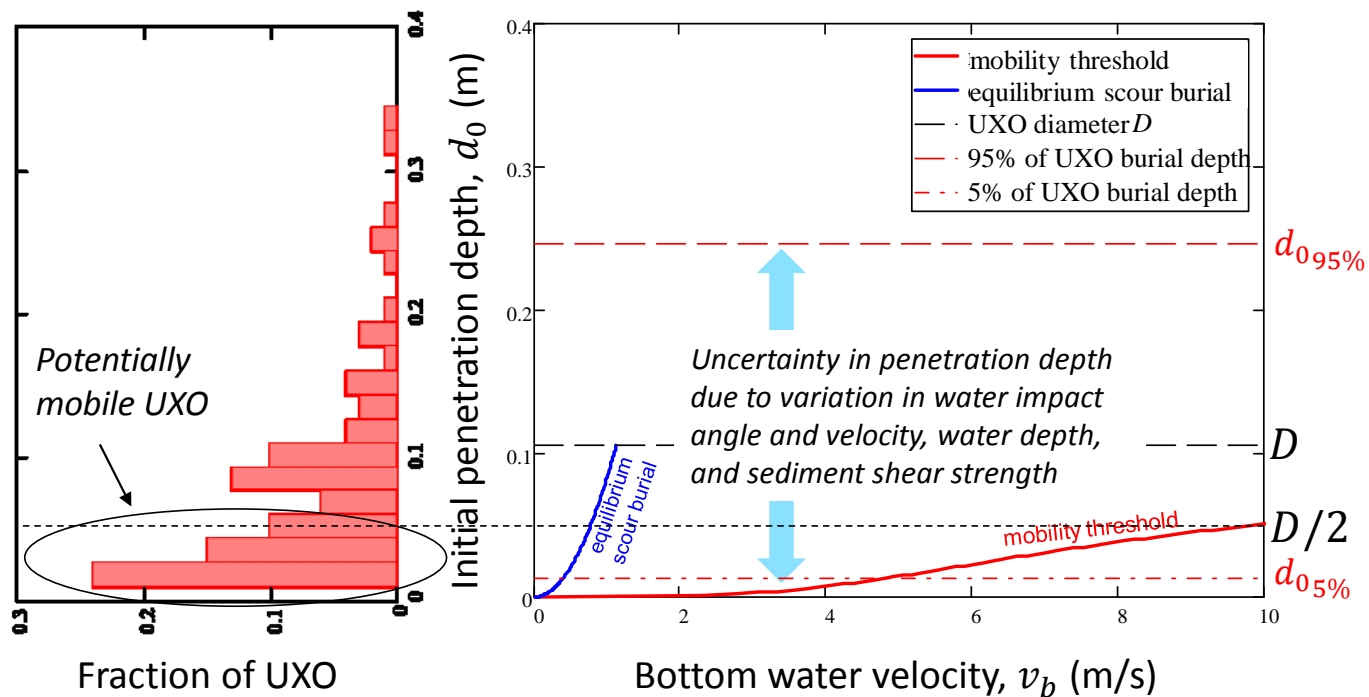 Potentially
mobile UXO
0.3
0.2
0.1
0
Fraction of UXO
0
0.1
0.2
0.3
0.4
Initial penetration depth, d₀ (m)
0.4
0.3
0.2
0.1
0
mobility threshold
equilibrium scour burial
UXO diameter D
95% of UXO burial depth
5% of UXO burial depth
d₀95%
Uncertainty in penetration depth
due to variation in water impact
angle and velocity, water depth,
and sediment shear strength
D
equilibrium
scour burial
mobility threshold
D/2
d₀5%
0
2
4
6
8
10
Bottom water velocity, v_b (m/s)